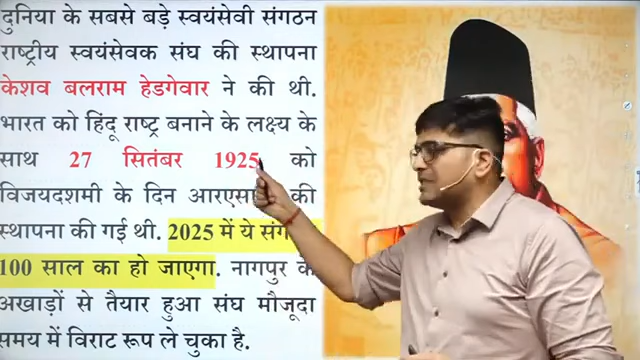 दुनिया के सबसे बड़े स्वयंसेवी संगठन
राष्ट्रीय स्वयंसेवक संघ की स्थापना
केशव बलराम हेडगेवार ने की थी.
भारत को हिंदू राष्ट्र बनाने के लक्ष्य के
साथ 27 सितंबर 1925 को
विजयदशमी के दिन की
स्थापना की गई थी. 2025 में ये
100 साल का हो जाएगा. नागपुर के
अखाड़ों से तैयार हुआ संघ मौजूदा
समय में विराट रूप ले चुका है.